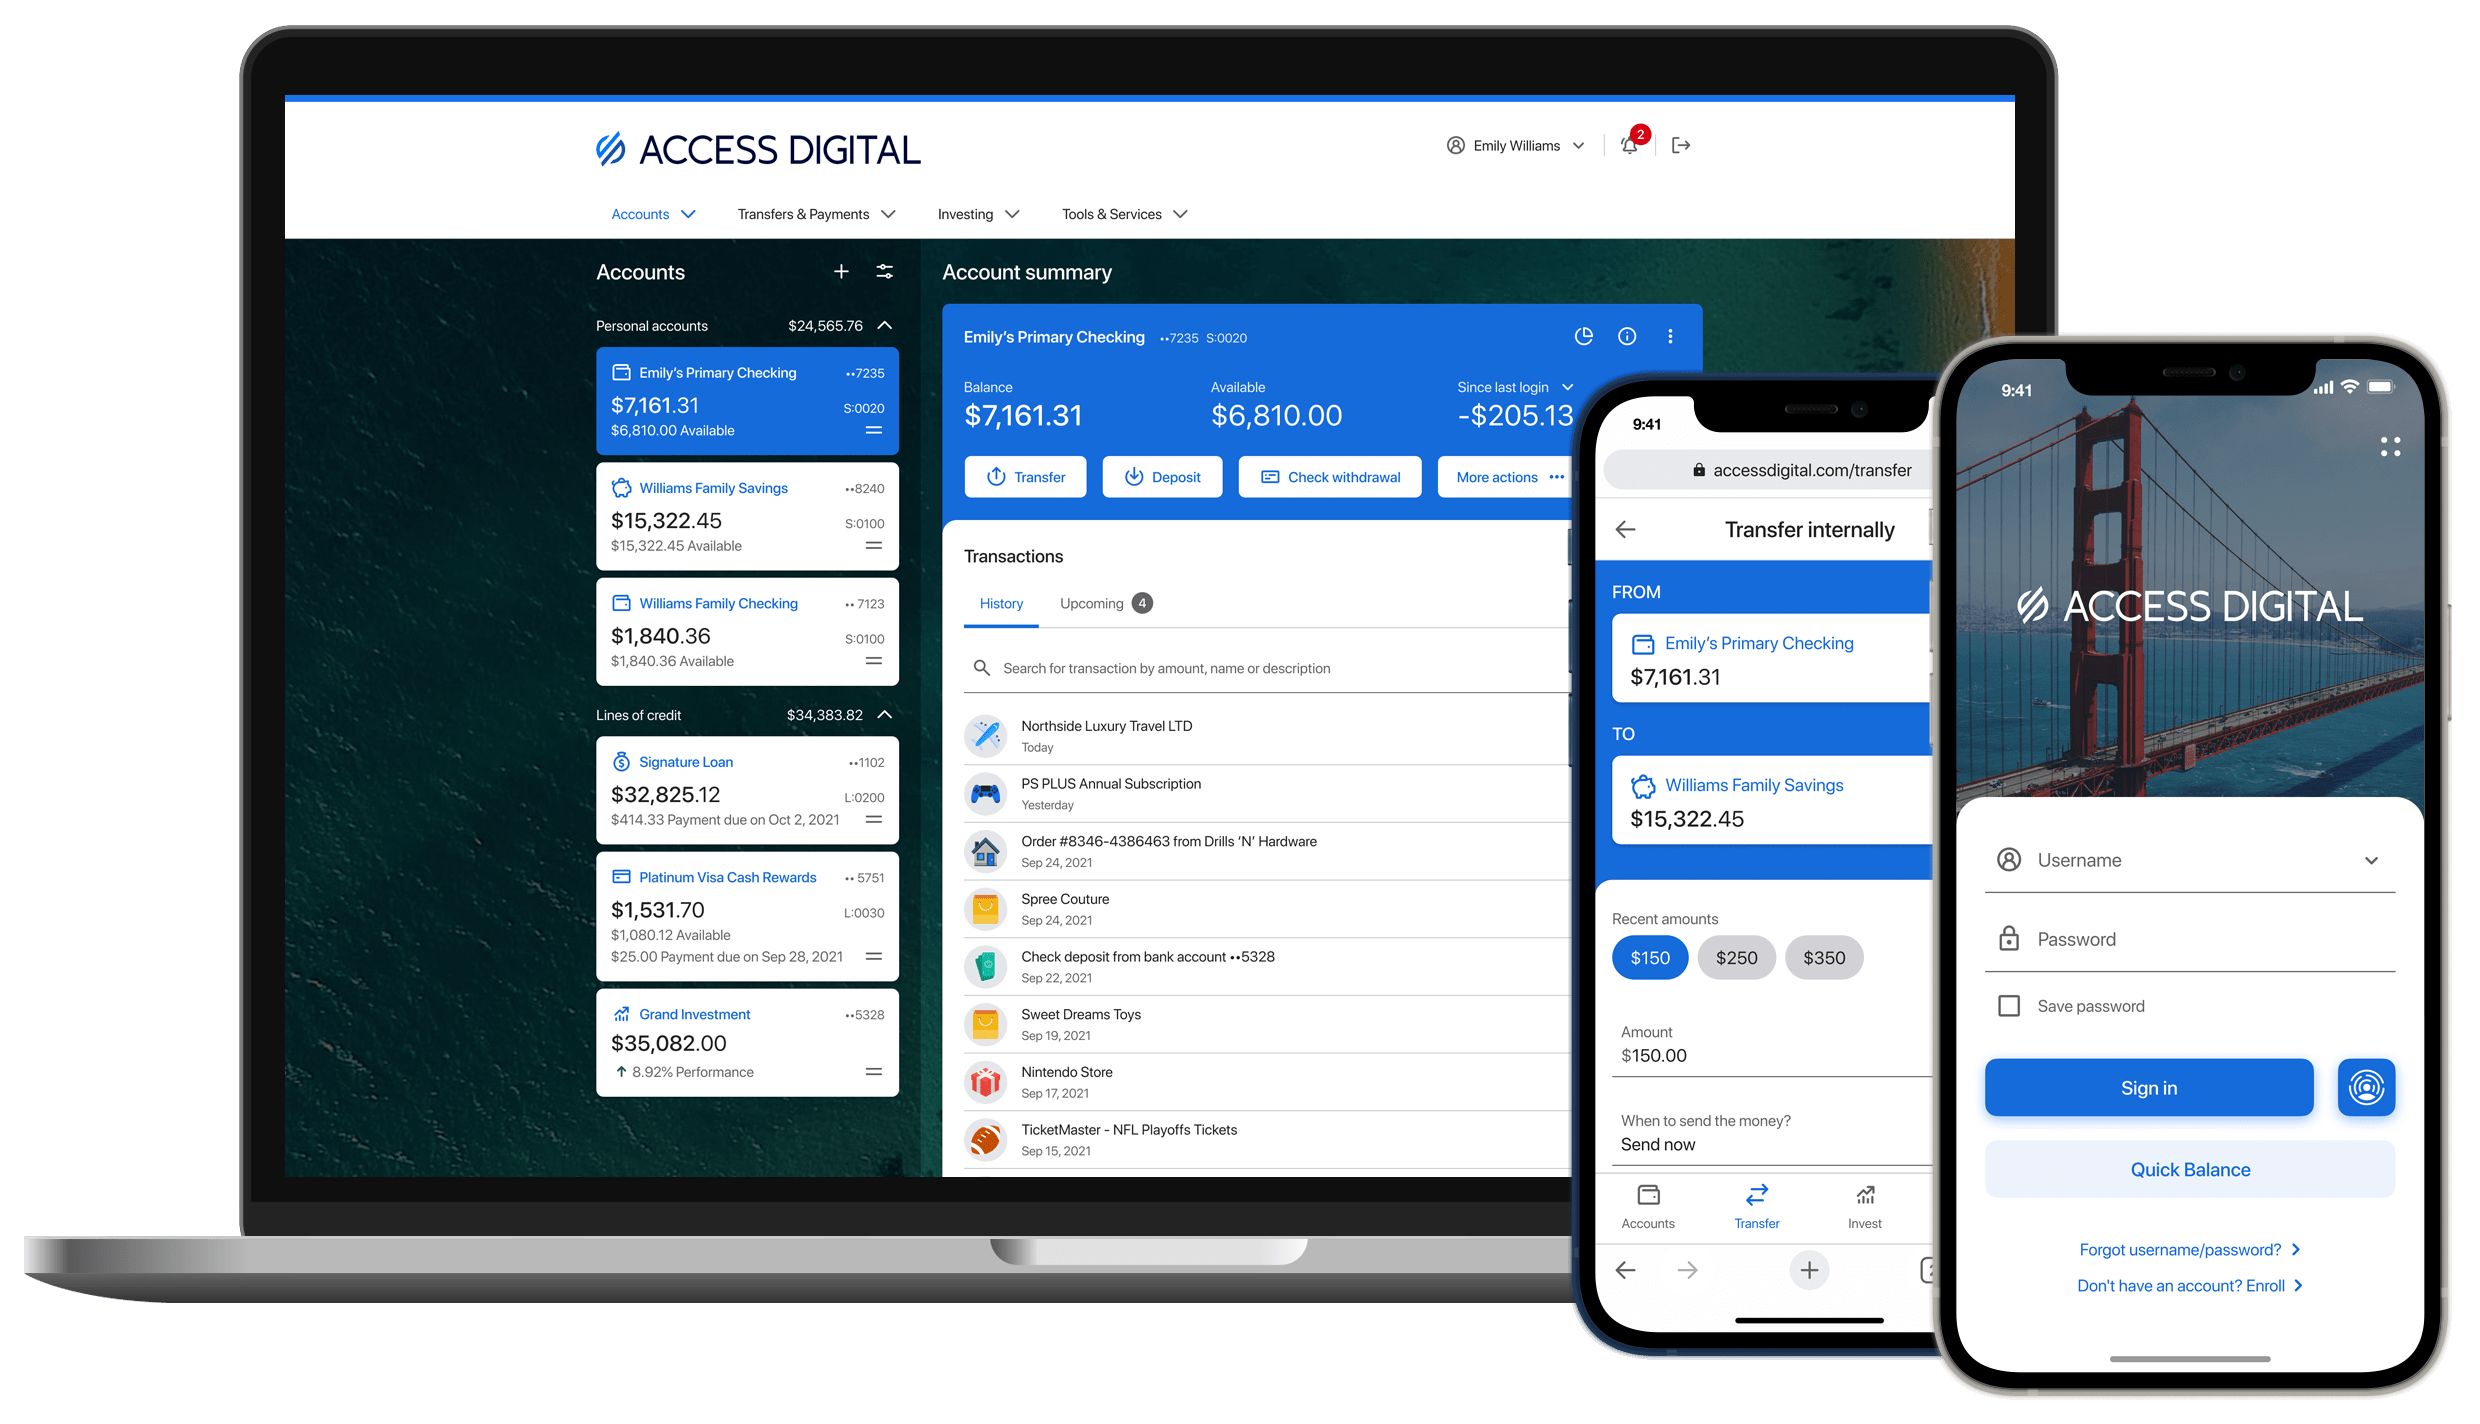 ACCESS DIGITAL
Emily Williams
2
Accounts Transfers & Payments Investing Tools & Services
Accounts
Personal accounts $24,565.76
Emily's Primary Checking ••7235
$7,161.31 S:0020
$6,810.00 Available
Williams Family Savings ••8240
$15,322.45 S:0100
$15,322.45 Available
Williams Family Checking •• 7123
$1,840.36 S:0100
$1,840.36 Available
Lines of credit $34,383.82
Signature Loan ••1102
$32,825.12 L:0200
$414.33 Payment due on Oct 2, 2021
Platinum Visa Cash Rewards •• 5751
$1,531.70 L:0030
$1,080.12 Available
$25.00 Payment due on Sep 28, 2021
Grand Investment ••5328
$35,082.00
8.92% Performance
Account summary
Emily's Primary Checking ••7235 S:0020
Balance Available Since last login
$7,161.31 $6,810.00 -$205.13
Transfer Deposit Check withdrawal More actions •••
Transactions
History Upcoming 4
Search for transaction by amount, name or description
Northside Luxury Travel LTD
Today
PS PLUS Annual Subscription
Yesterday
Order #8346-4386463 from Drills ‘N’ Hardware
Sep 24, 2021
Spree Couture
Sep 24, 2021
Check deposit from bank account ••5328
Sep 22, 2021
Sweet Dreams Toys
Sep 19, 2021
Nintendo Store
Sep 17, 2021
TicketMaster - NFL Playoffs Tickets
Sep 15, 2021
9:41
accessdigital.com/transfer
Transfer internally
FROM
Emily's Primary Checking
$7,161.31
TO
Williams Family Savings
$15,322.45
Recent amounts
$150 $250 $350
Amount
$150.00
When to send the money?
Send now
Accounts Transfer Invest
9:41
ACCESS DIGITAL
Username
Password
Save password
Sign in
Quick Balance
Forgot username/password?
Don't have an account? Enroll